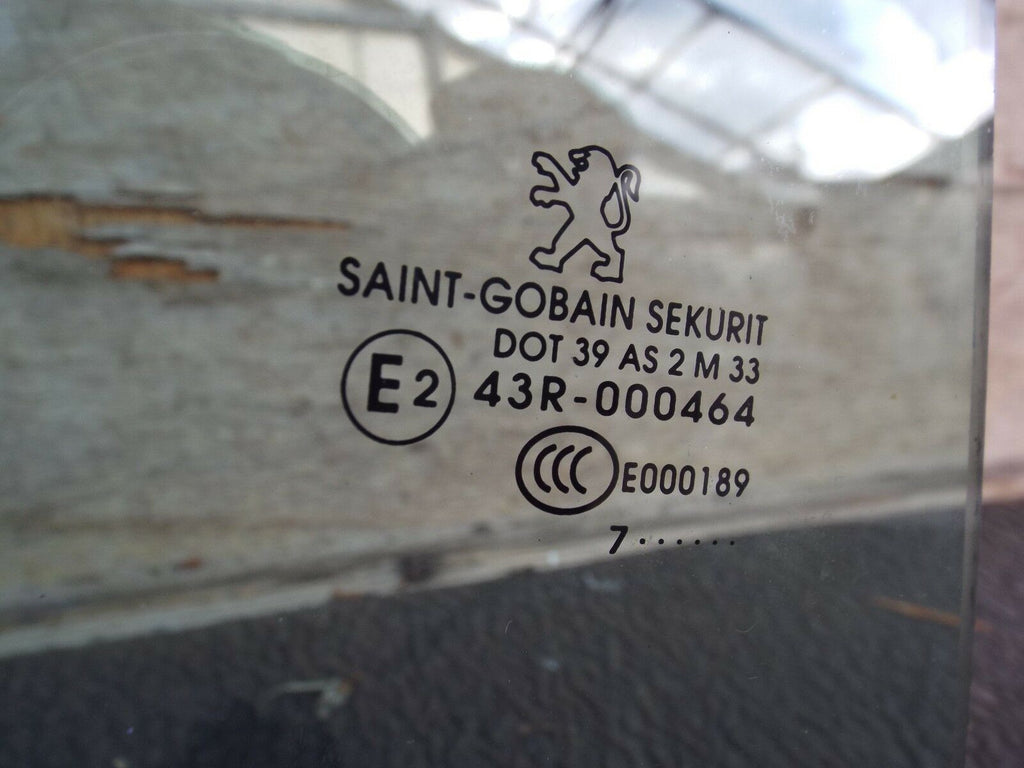 SAINT-GOBAIN SEKURIT
DOT 39 AS 2 M 33
E2 43R-000464
CCC E000189
7 ······